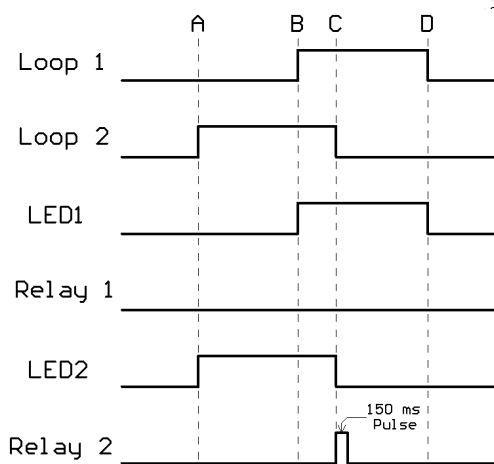 A B C D
Loop 1
Loop 2
LED1
Relay 1
LED2
150 ms
Pulse
Relay 2